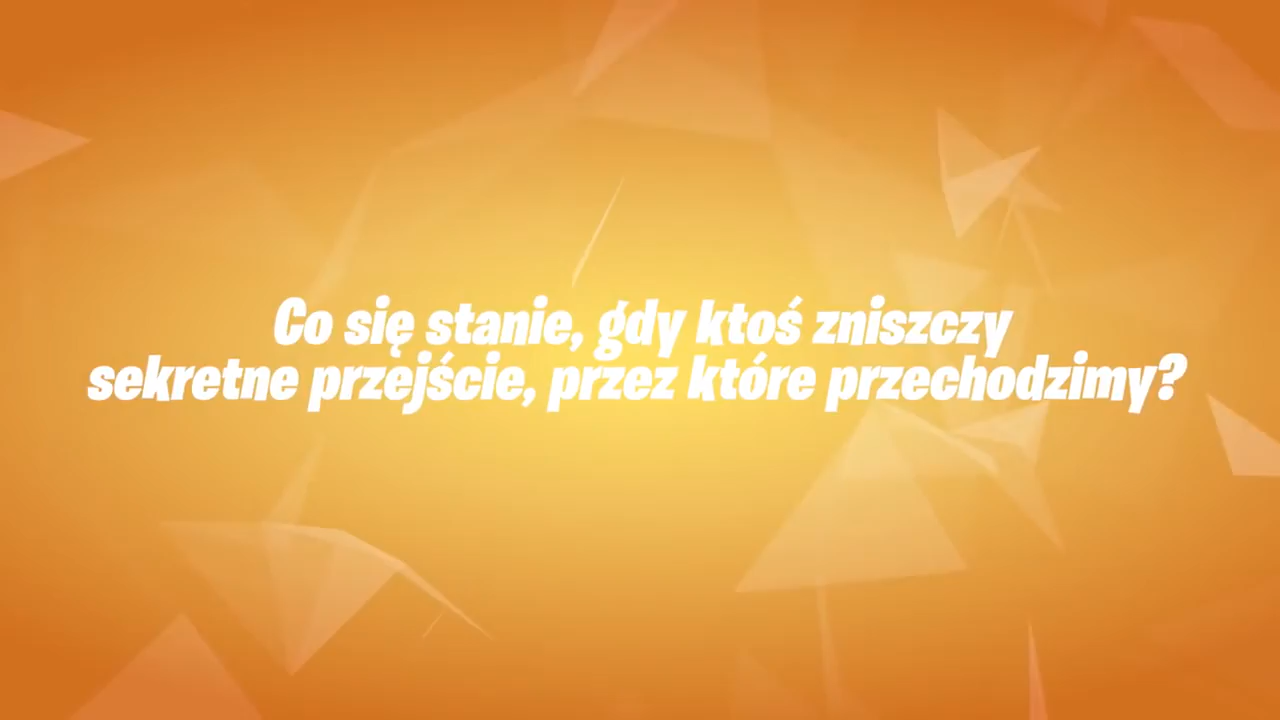 Co się stanie, gdy ktoś zniszczy
sekretne przejście, przez które przechodzimy?